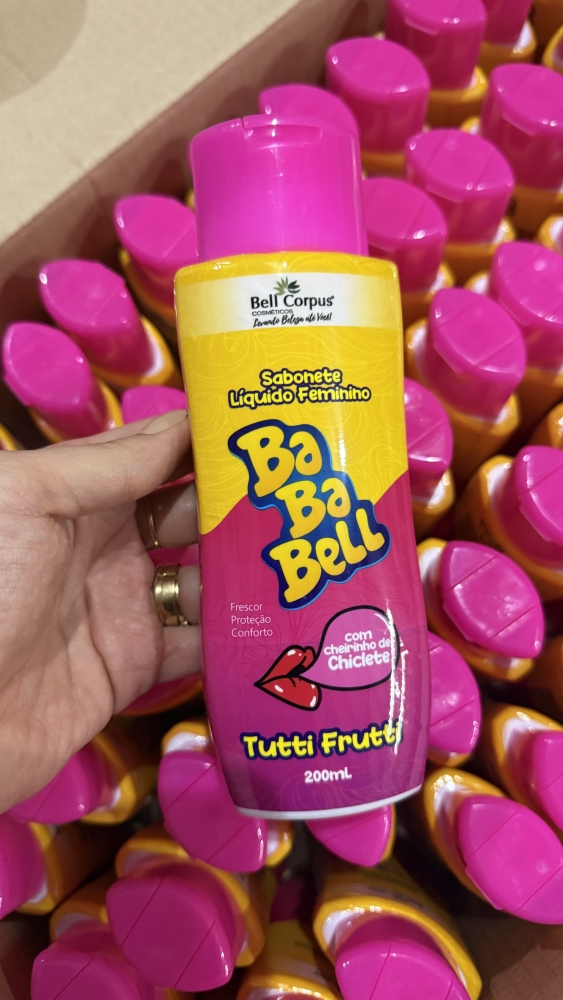 Bell Corpus®
COSMÉTICOS
Levando Beleza até Você!
Sabonete
Líquido Feminino
Ba
Ba
Bell
Frescor
Proteção
Conforto
com
cheirinho de
Chiclete
Tutti Frutti
200mL